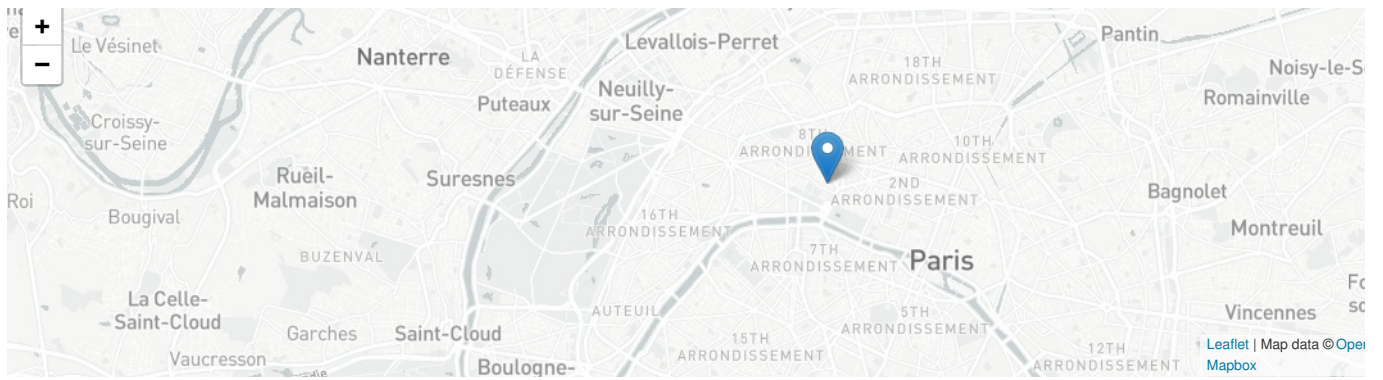 +
−
Le Vésinet
Nanterre
LA
DÉFENSE
Levallois-Perret
Pantin
18TH
ARRONDISSEMENT
Noisy-le-S
Puteaux
Neuilly-
sur-Seine
Romainville
Croissy-
sur-Seine
8TH
10TH
ARRONDISSEMENT
Rueil-
Malmaison
Suresnes
2ND
ARRONDISSEMENT
Bagnolet
Roi
Bougival
16TH
ARRONDISSEMENT
Montreuil
BUZENVAL
7TH
ARRONDISSEMENT
Paris
La Celle-
Saint-Cloud
AUTEUIL
5TH
ARRONDISSEMENT
Vincennes
Garches
Saint-Cloud
15TH
ARRONDISSEMENT
12TH
ARRONDISSEMENT
Vaucresson
Boulogne-
Leaflet | Map data © Oper
Mapbox